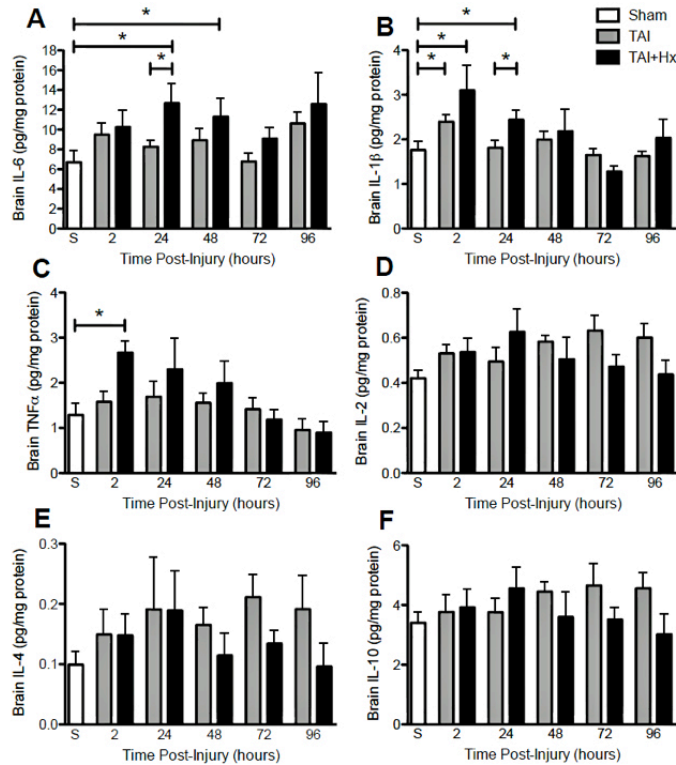 A
B
Sham
TAI
TAI+Hx
* * *
* * * *
Brain IL-6 (pg/mg protein)
18
16
14
12
10
8
6
4
2
0
S 2 24 48 72 96
Time Post-Injury (hours)
Brain IL-1β (pg/mg protein)
4
3
2
1
0
S 2 24 48 72 96
Time Post-Injury (hours)
C
*
Brain TNFα (pg/mg protein)
4
3
2
1
0
S 2 24 48 72 96
Time Post-Injury (hours)
D
Brain IL-2 (pg/mg protein)
0.8
0.6
0.4
0.2
0.0
S 2 24 48 72 96
Time Post-Injury (hours)
E
Brain IL-4 (pg/mg protein)
0.3
0.2
0.1
0.0
S 2 24 48 72 96
Time Post-Injury (hours)
F
Brain IL-10 (pg/mg protein)
6
4
2
0
S 2 24 48 72 96
Time Post-Injury (hours)